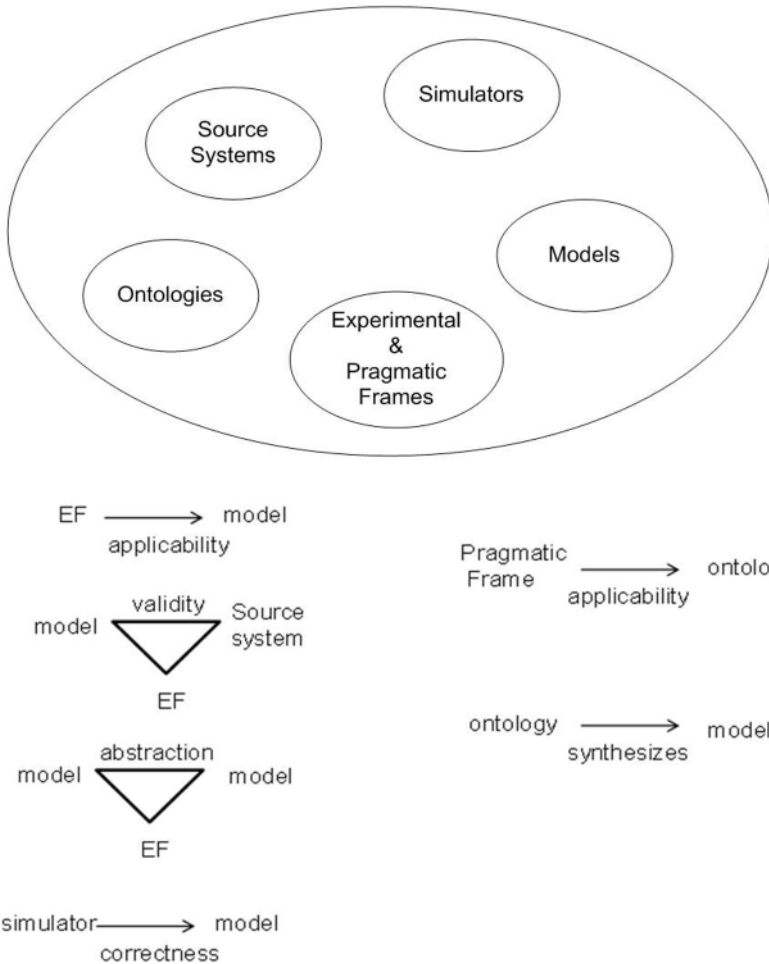 Simulators
Source
Systems
Models
Ontologies
Experimental
&
Pragmatic
Frames
EF model
applicability
validity
model Source
system
EF
abstraction
model model
EF
simulator model
correctness
Pragmatic
Frame ontolo
applicability
ontology model
synthesizes